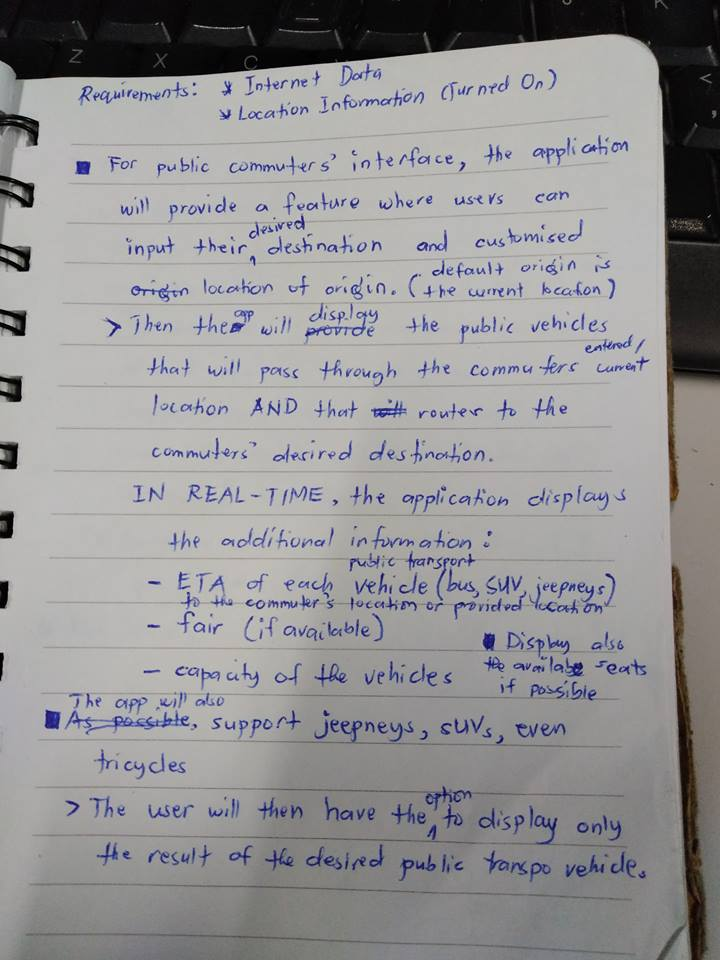 Z X C K <
Requirements: * Internet Data
* Location Information (Turned On)
■ For public commuters' interface, the application
will provide a feature where users can
input their desired destination and customised
origin location of origin. (default origin is
the current location)
> Then the app will provide display the public vehicles
that will pass through the commuters entered/current
location AND that will routes to the
commuters' desired destination.
IN REAL-TIME, the application displays
the additional information:
- ETA of each public transport vehicle (bus, SUV, jeepneys)
to the commuter's location or provided location
- fair (if available)
- capacity of the vehicles
■ Display also
the available seats
if possible
The app will also
■ As possible, support jeepneys, SUVs, even
tricycles
> The user will then have the option to display only
the result of the desired public transpo vehicle.